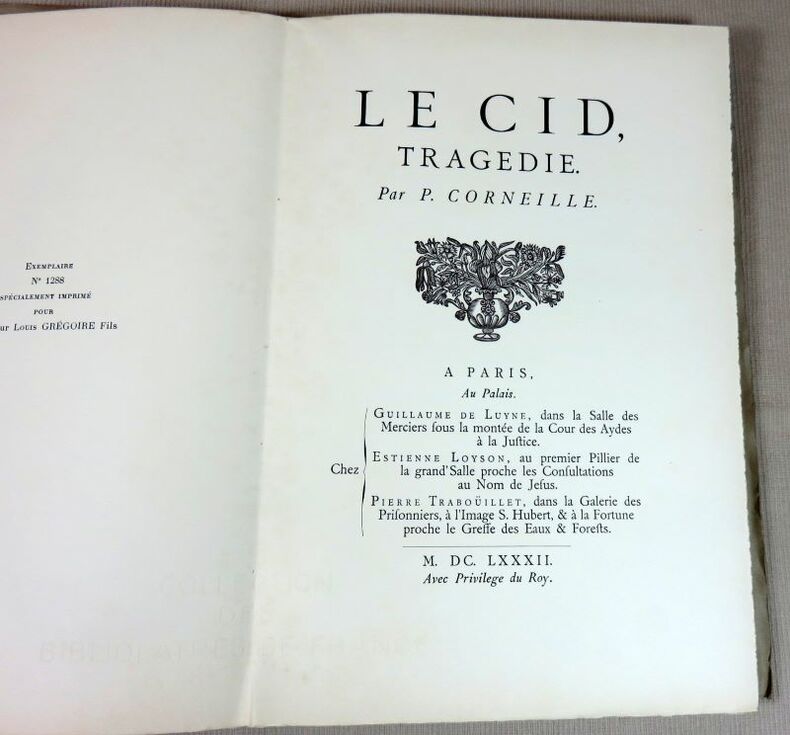 Exemplaire
Nº 1288
spécialement imprimé
pour
Louis GRÉGOIRE Fils
LE CID,
TRAGEDIE.
Par P. CORNEILLE.
A PARIS,
Au Palais.
Chez
GUILLAUME DE LUYNE, dans la Salle des
Merciers ſous la montée de la Cour des Aydes
à la Juſtice.
ESTIENNE LOYSON, au premier Pillier de
la grand'Salle proche les Conſultations
au Nom de Jeſus.
PIERRE TRABOÜILLET, dans la Galerie des
Priſonniers, à l'Image S. Hubert, & à la Fortune
proche le Greffe des Eaux & Foreſts.
M. DC. LXXXII.
Avec Privilege du Roy.